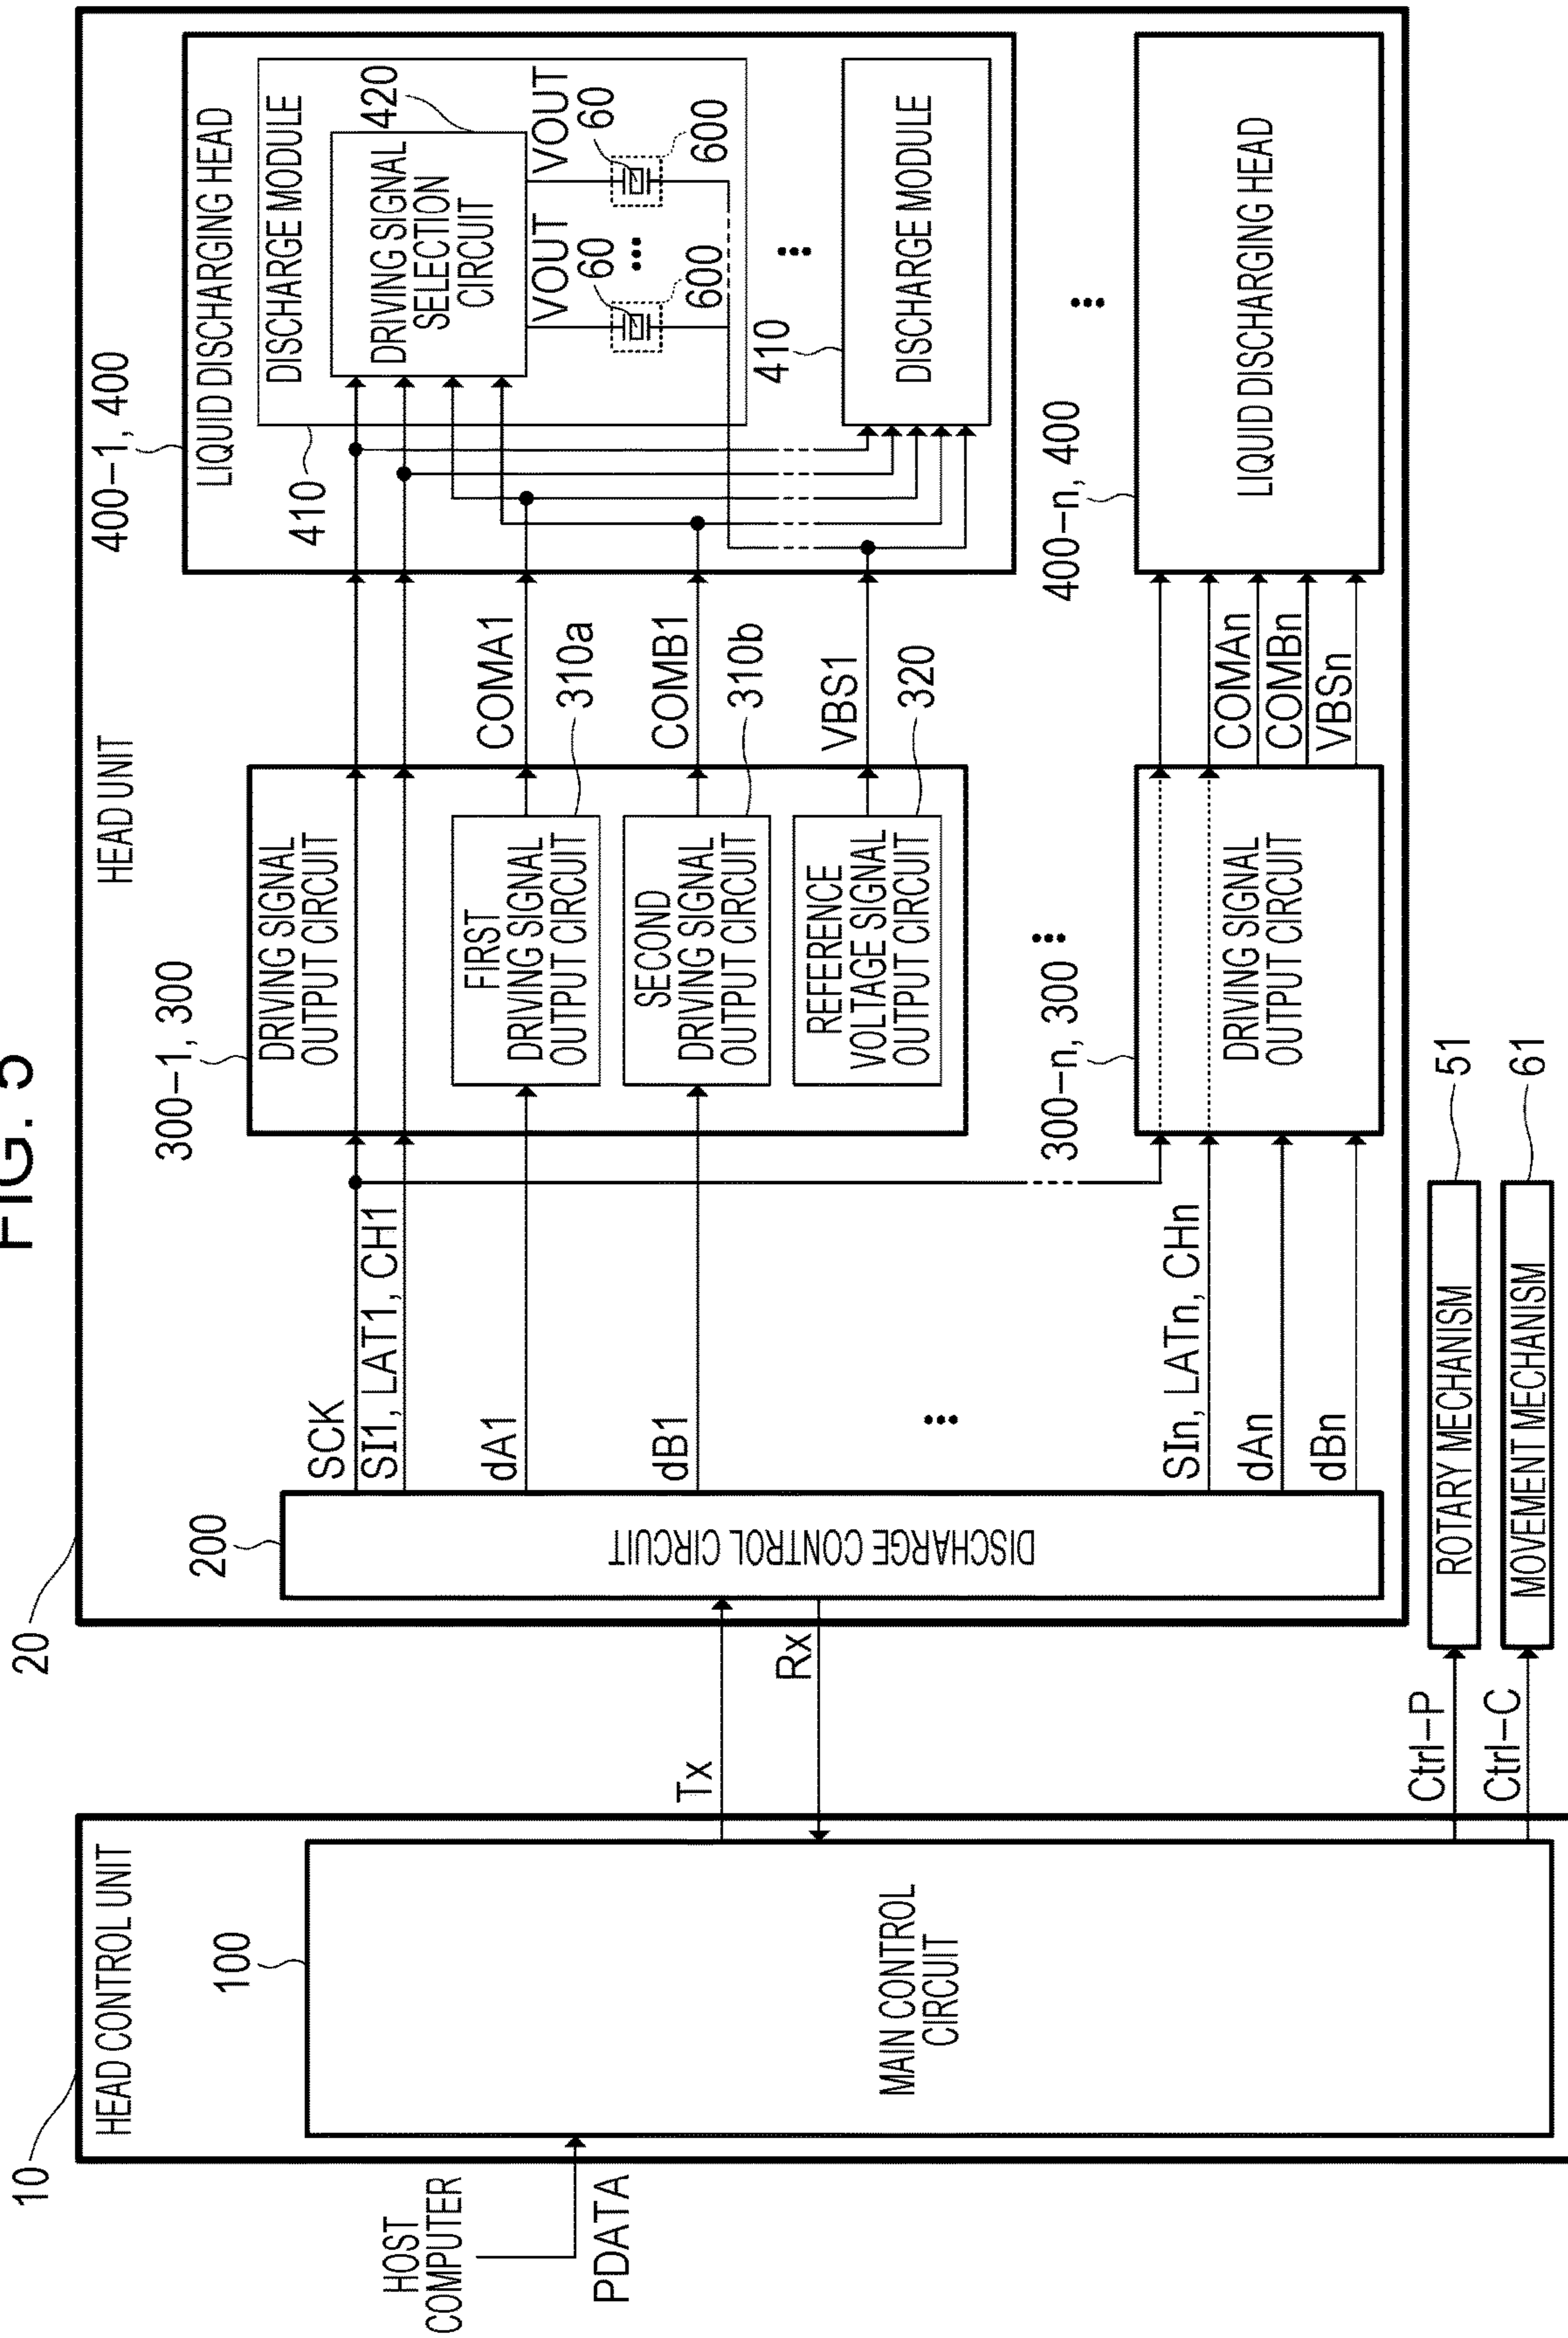 FIG. 5
10
HEAD CONTROL UNIT
100
MAIN CONTROL
CIRCUIT
HOST
COMPUTER
PDATA
Tx
Rx
Ctrl-P
Ctrl-C
ROTARY MECHANISM
51
MOVEMENT MECHANISM
61
20
HEAD UNIT
200
DISCHARGE CONTROL CIRCUIT
SCK
SI1, LAT1, CH1
dA1
dB1
...
SIn, LATn, CHn
dAn
dBn
300-1, 300
DRIVING SIGNAL
OUTPUT CIRCUIT
FIRST
DRIVING SIGNAL
OUTPUT CIRCUIT
310a
SECOND
DRIVING SIGNAL
OUTPUT CIRCUIT
310b
REFERENCE
VOLTAGE SIGNAL
OUTPUT CIRCUIT
320
...
300-n, 300
DRIVING SIGNAL
OUTPUT CIRCUIT
COMA1
COMB1
VBS1
COMAn
COMBn
VBSn
400-1, 400
LIQUID DISCHARGING HEAD
410
DISCHARGE MODULE
DRIVING SIGNAL
SELECTION
CIRCUIT
420
VOUT
VOUT
60
...
60
600
600
...
410
DISCHARGE MODULE
...
400-n, 400
LIQUID DISCHARGING HEAD